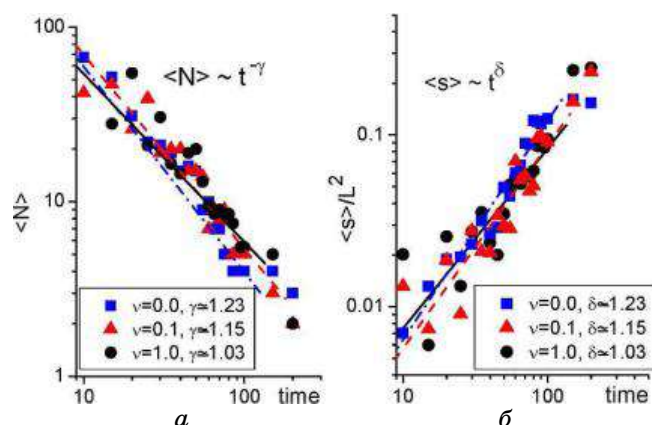 100
10
1
<N>
<N> ~ t^-γ
ν=0.0, γ≃1.23
ν=0.1, γ≃1.15
ν=1.0, γ≃1.03
10
100
time
а
0.1
0.01
<s>/L²
<s> ~ t^δ
ν=0.0, δ≃1.23
ν=0.1, δ≃1.15
ν=1.0, δ≃1.03
10
100
time
б